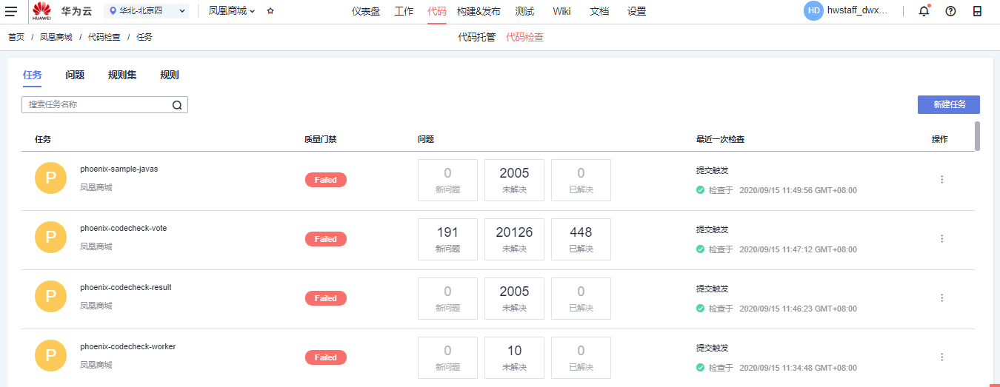 HUAWEI 华为云 华北-北京四 凤凰商城 仪表盘 工作 代码 构建&发布 测试 Wiki 文档 设置 HD hwstaff_dwx...
首页 / 凤凰商城 / 代码检查 / 任务 代码托管 代码检查
任务 问题 规则集 规则
搜索任务名称 新建任务
任务 质量门禁 问题 最近一次检查 操作
P phoenix-sample-javas
凤凰商城
Failed
0 新问题
2005 未解决
0 已解决
提交触发
检查于 2020/09/15 11:49:56 GMT+08:00
P phoenix-codecheck-vote
凤凰商城
Failed
191 新问题
20126 未解决
448 已解决
提交触发
检查于 2020/09/15 11:47:12 GMT+08:00
P phoenix-codecheck-result
凤凰商城
Failed
0 新问题
2005 未解决
0 已解决
提交触发
检查于 2020/09/15 11:46:23 GMT+08:00
P phoenix-codecheck-worker
凤凰商城
Failed
0 新问题
10 未解决
0 已解决
提交触发
检查于 2020/09/15 11:34:48 GMT+08:00